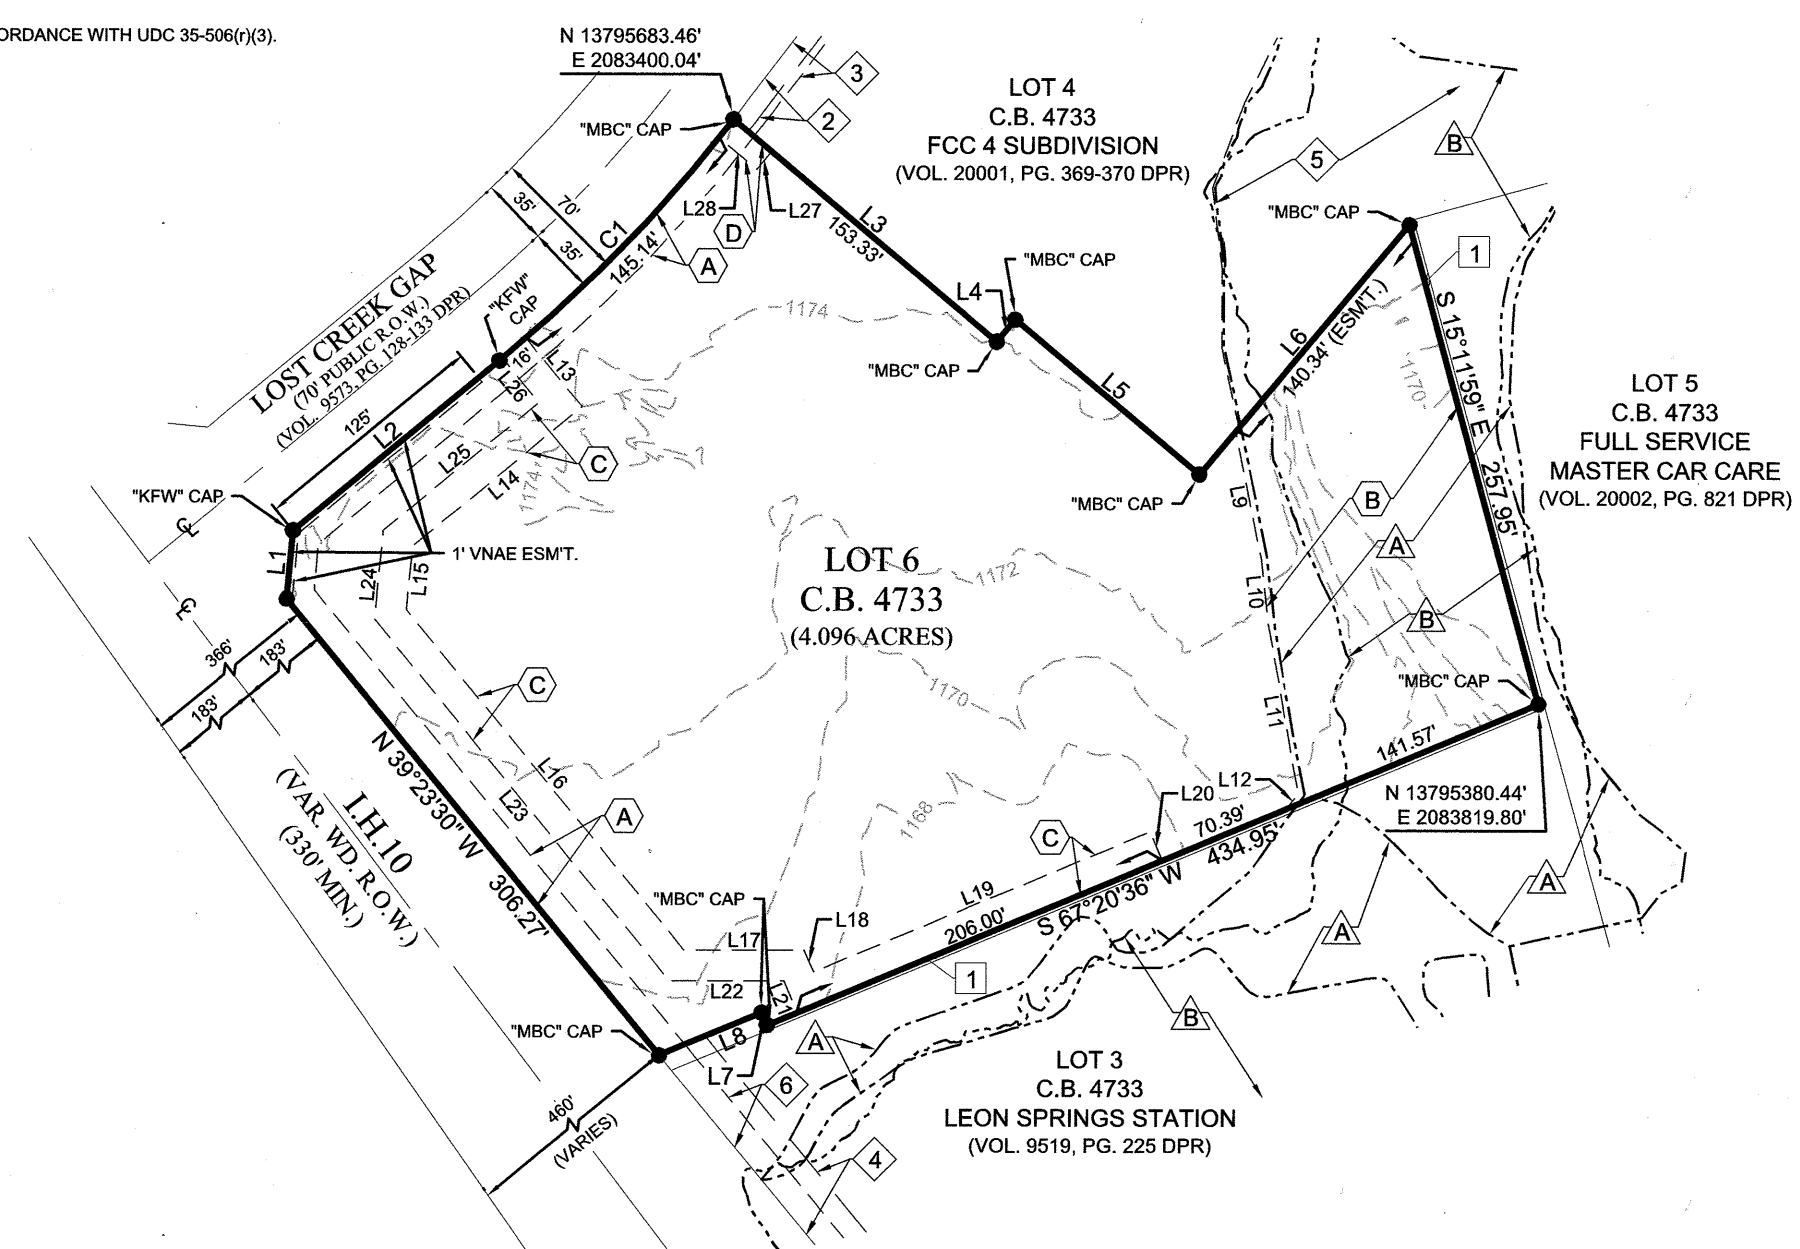 ORDANCE WITH UDC 35-506(r)(3).
N 13795683.46'
E 2083400.04'
"MBC" CAP
3
2
LOT 4
C.B. 4733
FCC 4 SUBDIVISION
(VOL. 20001, PG. 369-370 DPR)
5
B
"MBC" CAP
1
L28
D
L27
L3
153.33'
35'
70'
35'
C1
145.14'
A
"MBC" CAP
L4
"MBC" CAP
L5
L6
140.34' (ESM'T.)
S 15°11'59" E
257.95'
1170
1174
LOST CREEK GAP
(70' PUBLIC R.O.W.)
(VOL. 9573, PG. 128-133 DPR)
"KFW"
CAP
16'
L13
L26
125'
L2
L25
L14
C
1174
"KFW" CAP
"MBC" CAP
L9
B
A
LOT 5
C.B. 4733
FULL SERVICE
MASTER CAR CARE
(VOL. 20002, PG. 821 DPR)
L1
1' VNAE ESM'T.
L24
L15
LOT 6
C.B. 4733
(4.096 ACRES)
1172
L10
B
366'
183'
183'
C
1170
L11
"MBC" CAP
N 39°23'30" W
306.27'
I.H.10
(VAR. WD. R.O.W.)
(330' MIN.)
L16
L23
A
1168
L12
141.57'
N 13795380.44'
E 2083819.80'
L20
70.39'
434.95'
C
S 67°20'36" W
L19
206.00'
"MBC" CAP
L17
L18
L22
L21
1
A
A
"MBC" CAP
L8
L7
A
B
6
4
460'
(VARIES)
LOT 3
C.B. 4733
LEON SPRINGS STATION
(VOL. 9519, PG. 225 DPR)